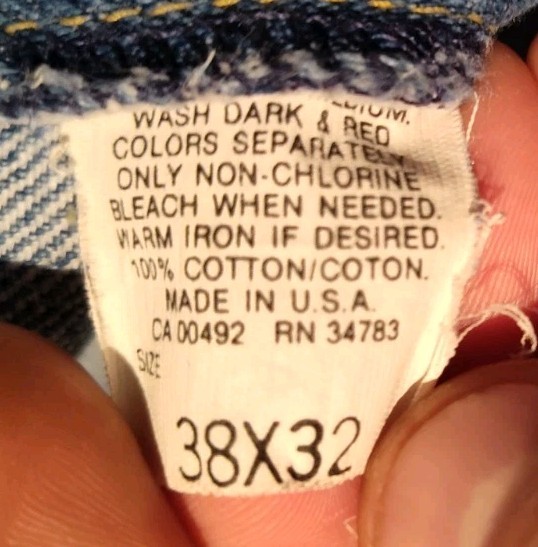 WASH DARK & RED
COLORS SEPARATELY
ONLY NON-CHLORINE
BLEACH WHEN NEEDED.
WARM IRON IF DESIRED.
100% COTTON/COTON.
MADE IN U.S.A.
CA 00492 RN 34783
SIZE
38X32